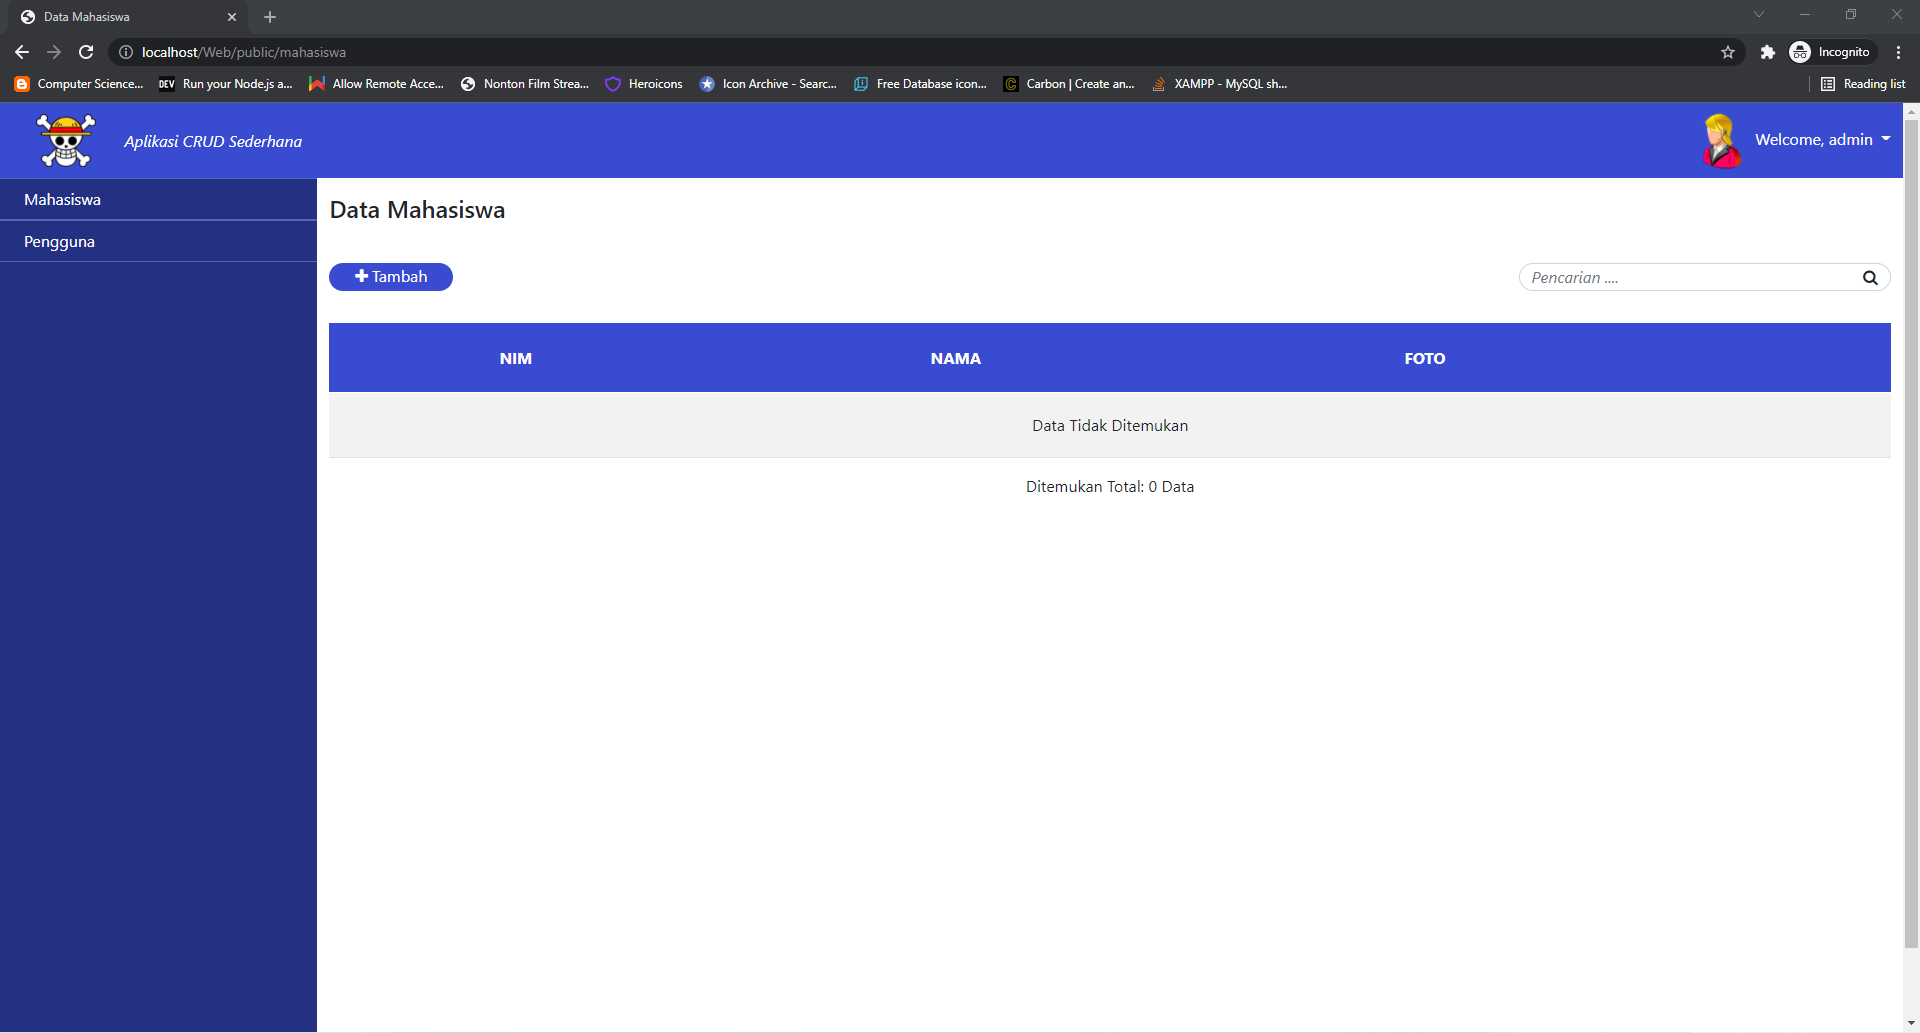 Data Mahasiswa
localhost/Web/public/mahasiswa
Incognito
Computer Science...
DEV Run your Node.js a...
Allow Remote Acce...
Nonton Film Strea...
Heroicons
Icon Archive - Searc...
Free Database icon...
Carbon | Create an...
XAMPP - MySQL sh...
Reading list
Aplikasi CRUD Sederhana
Welcome, admin
Mahasiswa
Pengguna
Data Mahasiswa
Tambah
Pencarian ....
NIM NAMA FOTO
Data Tidak Ditemukan
Ditemukan Total: 0 Data